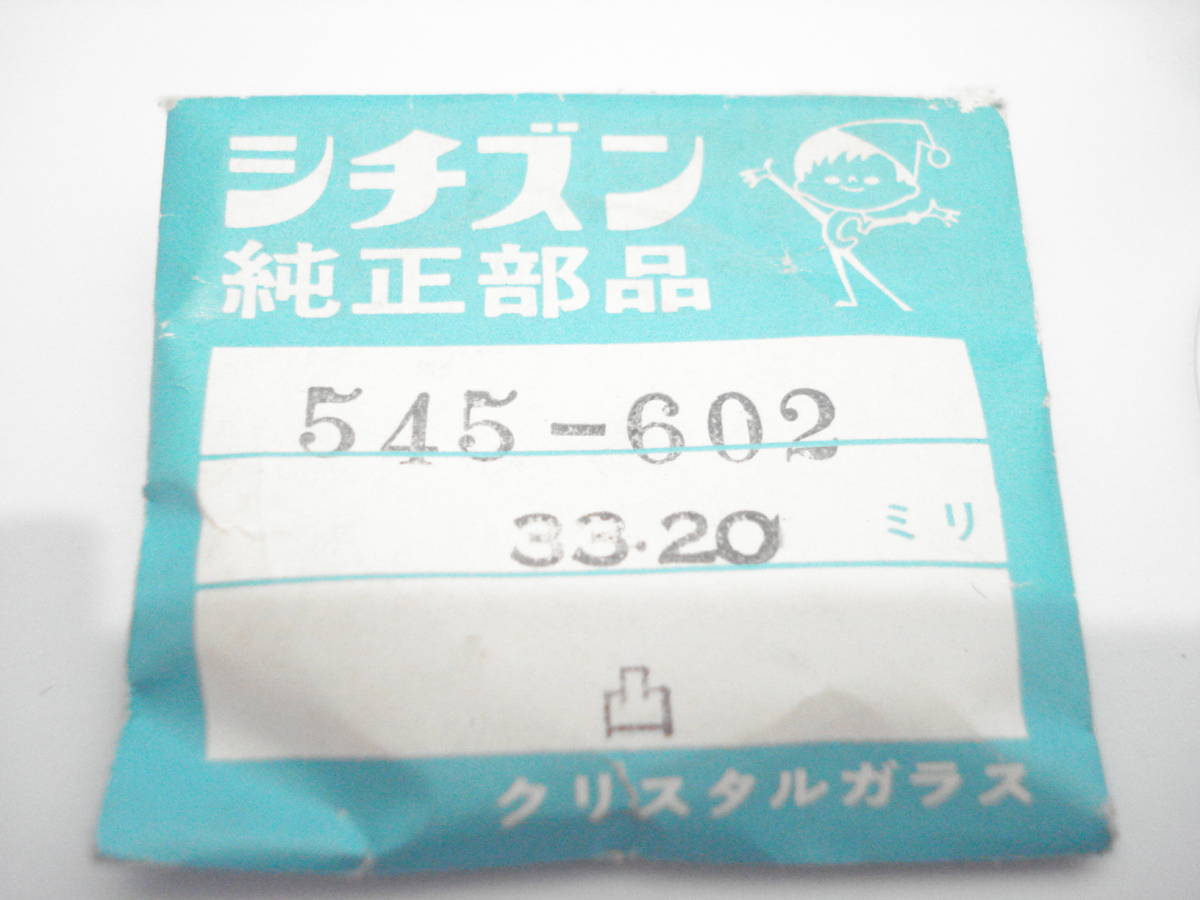 シチズン
純正部品
545-602
33.20 ミリ
凸
クリスタルガラス